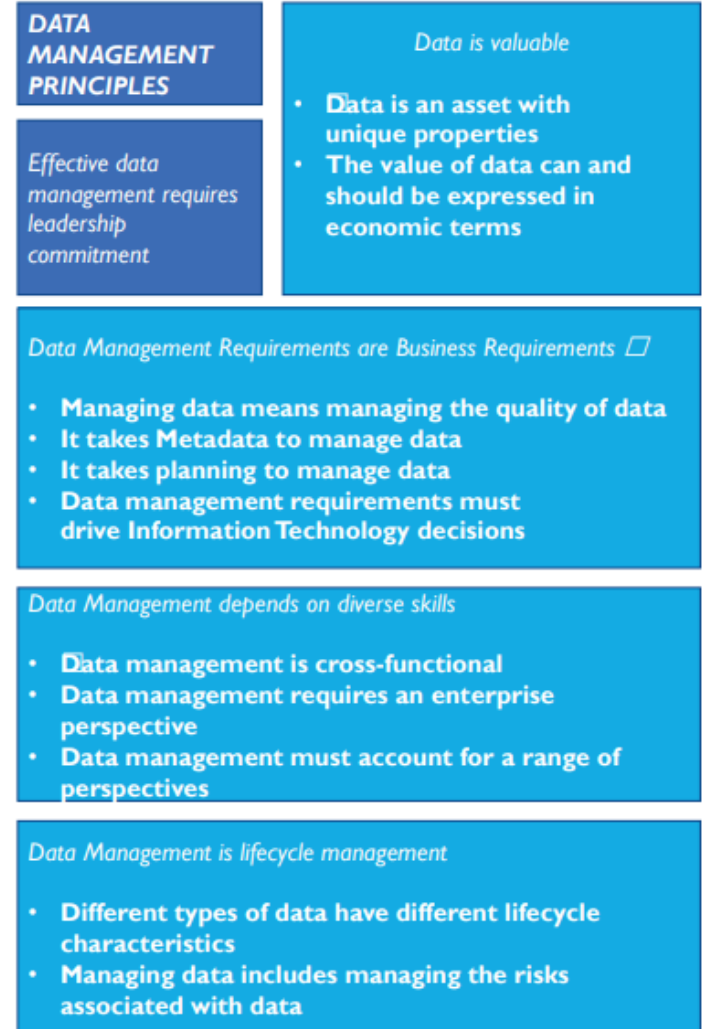 DATA
MANAGEMENT
PRINCIPLES
Effective data
management requires
leadership
commitment
Data is valuable
• Data is an asset with
unique properties
• The value of data can and
should be expressed in
economic terms
Data Management Requirements are Business Requirements □
• Managing data means managing the quality of data
• It takes Metadata to manage data
• It takes planning to manage data
• Data management requirements must
drive Information Technology decisions
Data Management depends on diverse skills
• Data management is cross-functional
• Data management requires an enterprise
perspective
• Data management must account for a range of
perspectives
Data Management is lifecycle management
• Different types of data have different lifecycle
characteristics
• Managing data includes managing the risks
associated with data